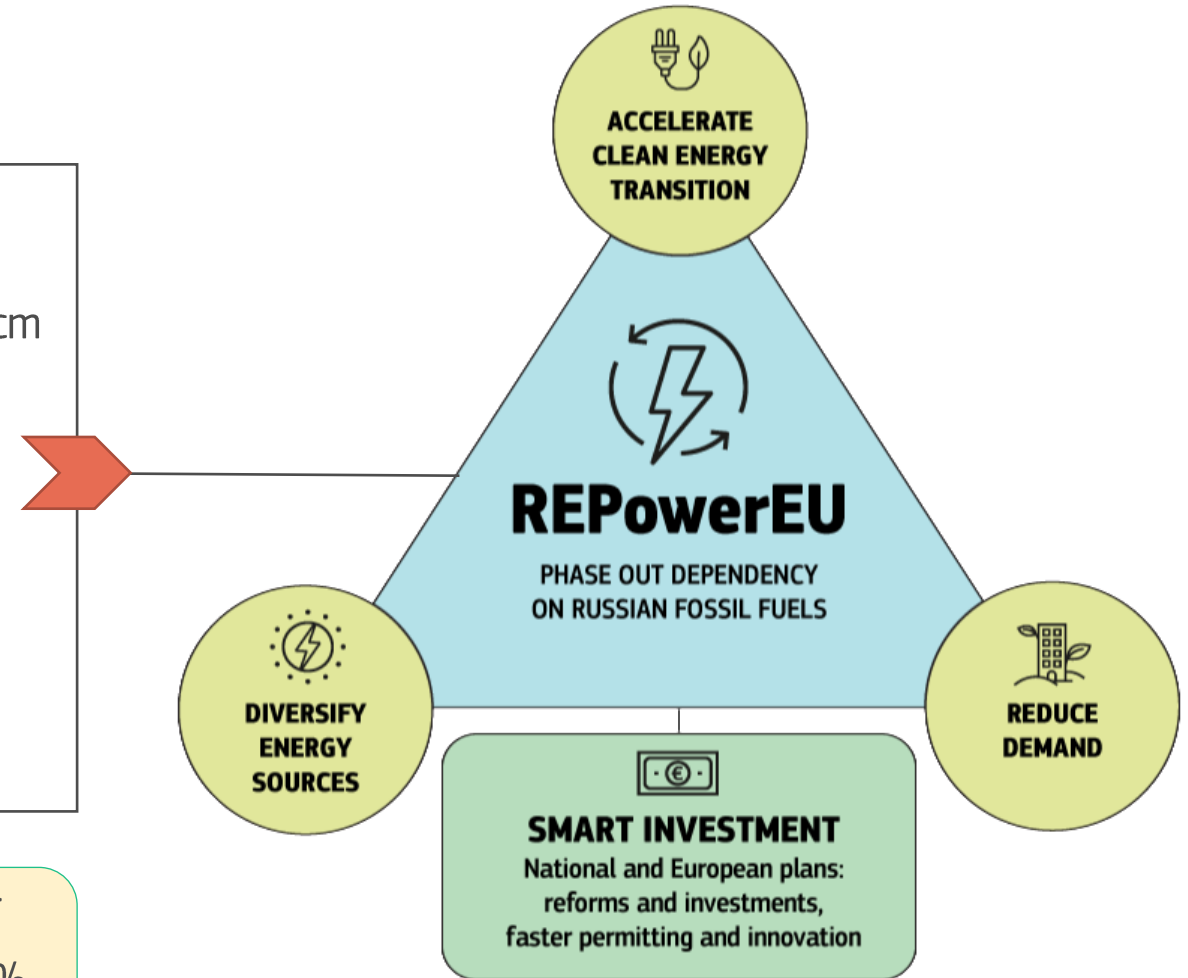 ACCELERATE
CLEAN ENERGY
TRANSITION
cm
REPowerEU
PHASE OUT DEPENDENCY
ON RUSSIAN FOSSIL FUELS
DIVERSIFY
ENERGY
SOURCES
REDUCE
DEMAND
€
SMART INVESTMENT
National and European plans:
reforms and investments,
faster permitting and innovation
%